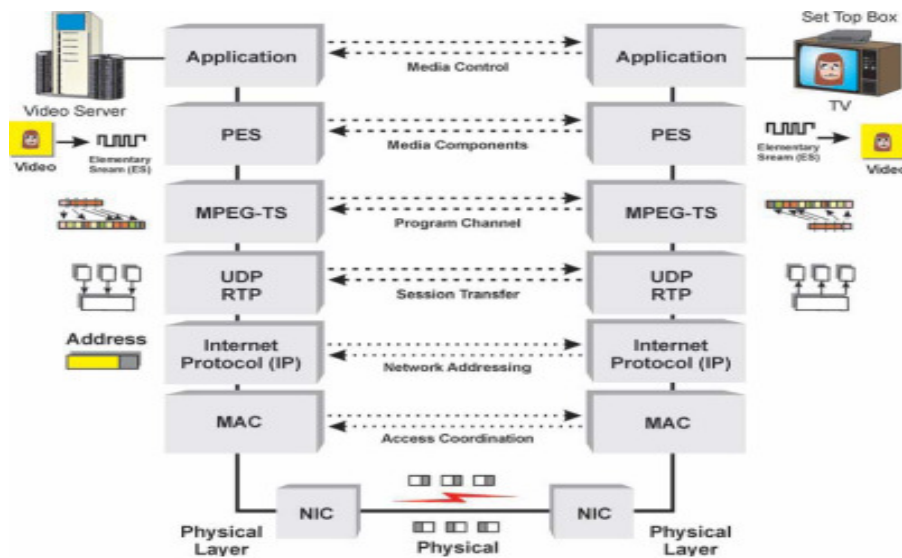 Set Top Box
Application
Application
Media Control
Video Server
TV
PES
PES
Video
Elementary
Sream (ES)
Media Components
Elementary
Sream (ES)
Video
MPEG-TS
MPEG-TS
Program Channel
UDP
RTP
UDP
RTP
Session Transfer
Address
Internet
Protocol (IP)
Internet
Protocol (IP)
Network Addressing
MAC
MAC
Access Coordination
NIC
NIC
Physical
Layer
Physical
Physical
Layer